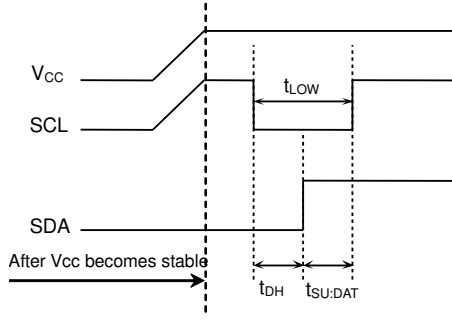 VCC
tLOW
SCL
SDA
After Vcc becomes stable
tDH
tSU:DAT